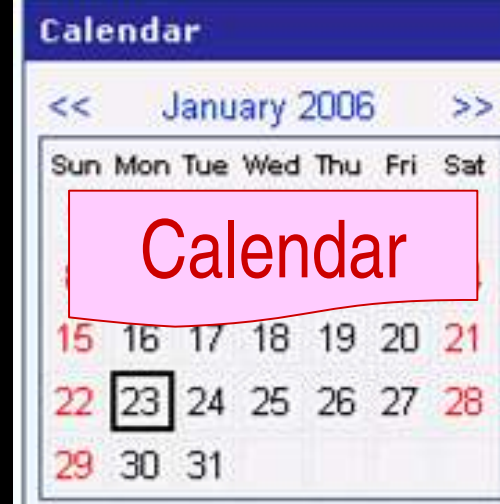 Calendar
<< January 2006 >>
Sun Mon Tue Wed Thu Fri Sat
Calendar
15 16 17 18 19 20 21
22 23 24 25 26 27 28
29 30 31